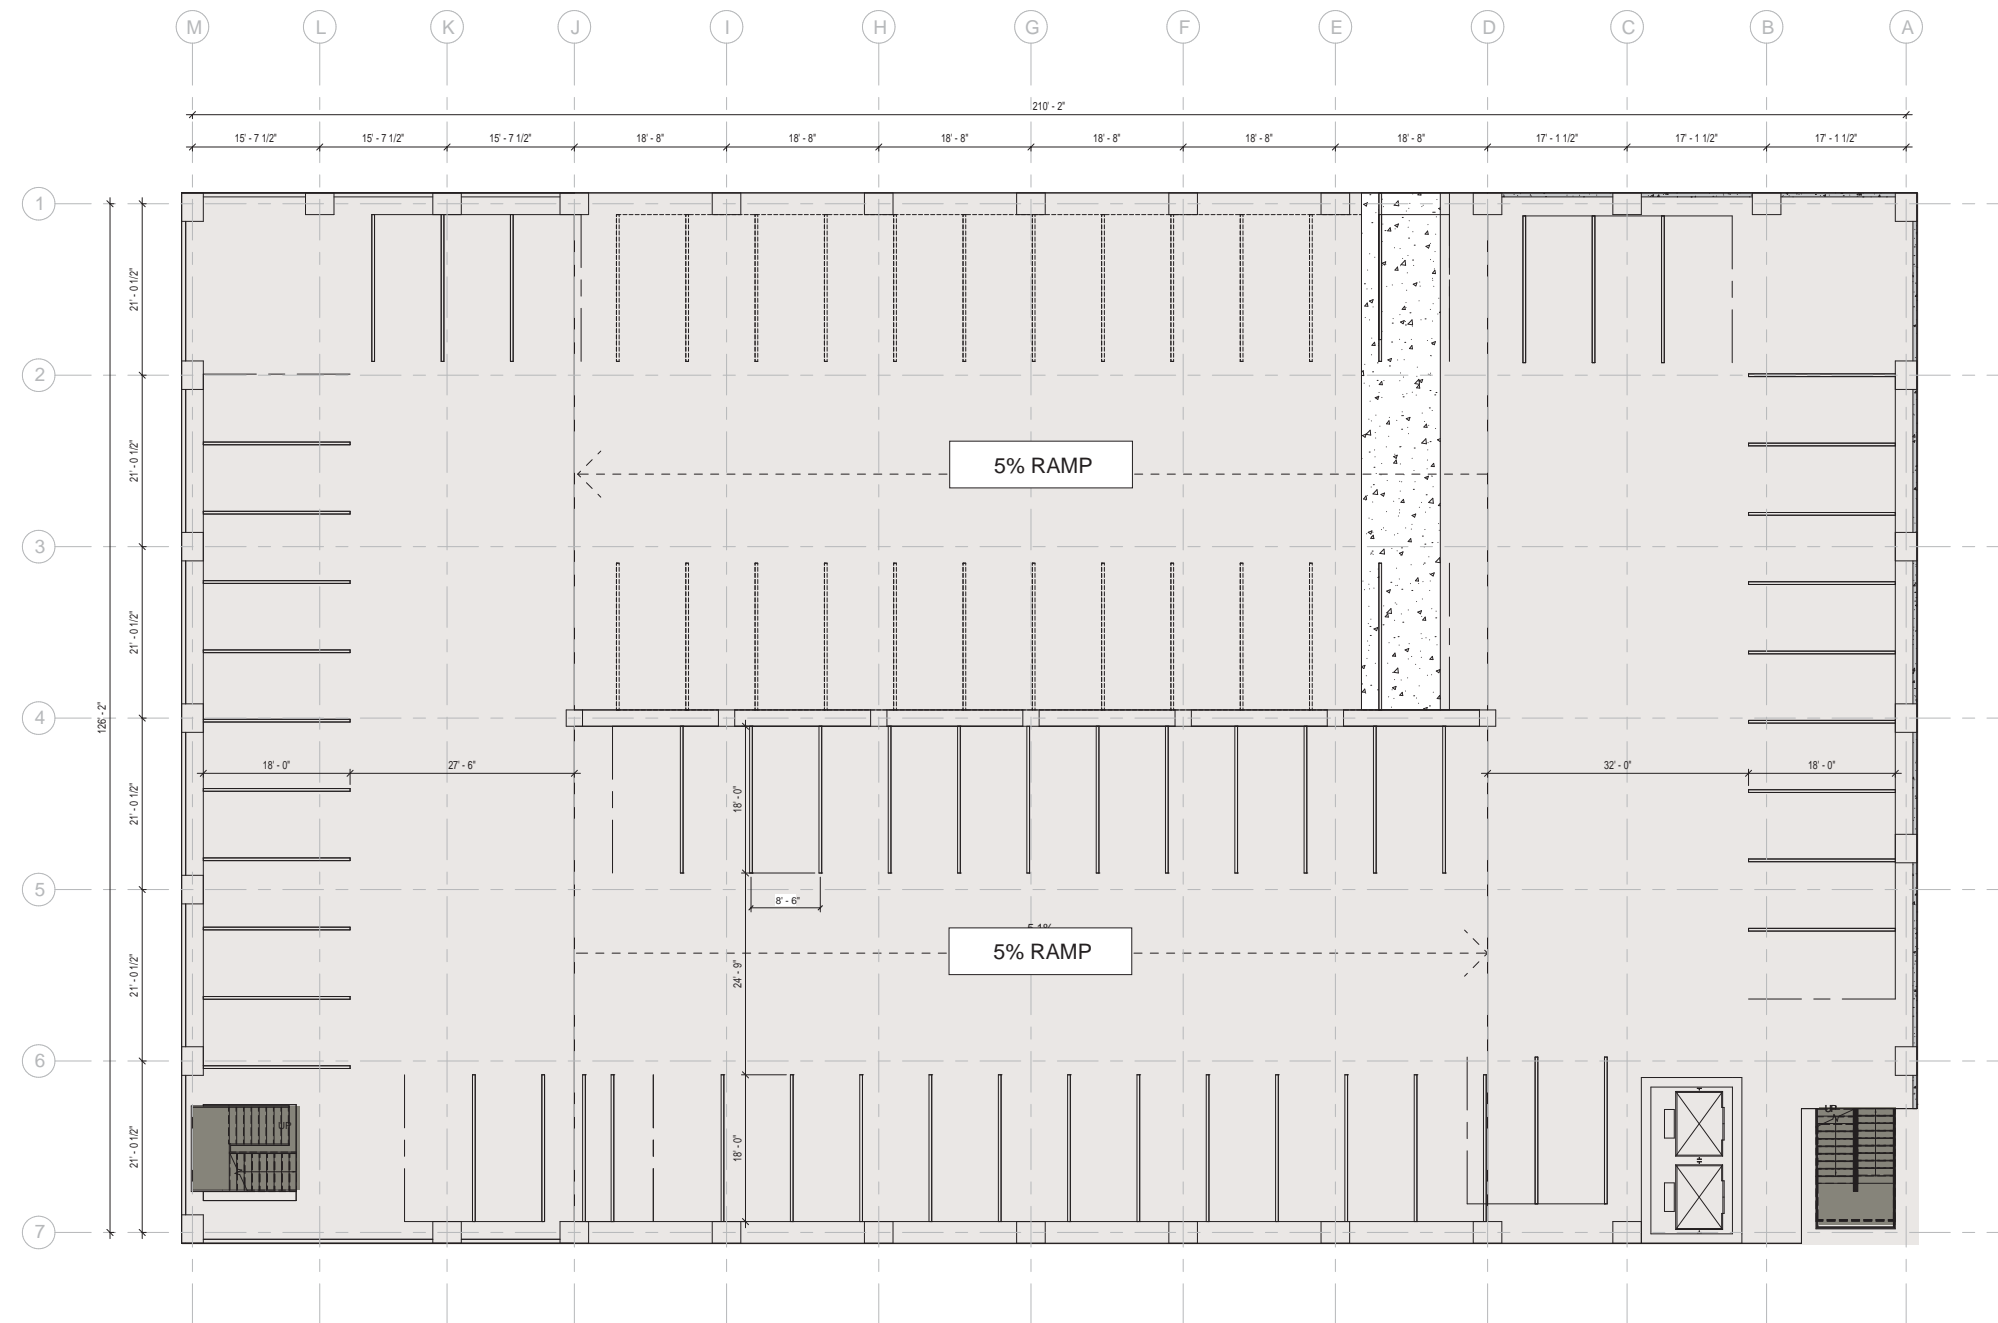 M L K J I H G F E D C B A
210' - 2"
15' - 7 1/2" 15' - 7 1/2" 15' - 7 1/2" 18' - 8" 18' - 8" 18' - 8" 18' - 8" 18' - 8" 18' - 8" 17' - 1 1/2" 17' - 1 1/2" 17' - 1 1/2"
1
21' - 0 1/2"
2
5% RAMP
21' - 0 1/2"
3
21' - 0 1/2"
4
126' - 2"
18' - 0" 27' - 6" 32' - 0" 18' - 0"
21' - 0 1/2"
18' - 0"
5
8' - 6"
5% RAMP
21' - 0 1/2"
24' - 9"
6
UP
UP
21' - 0 1/2"
18' - 0"
7